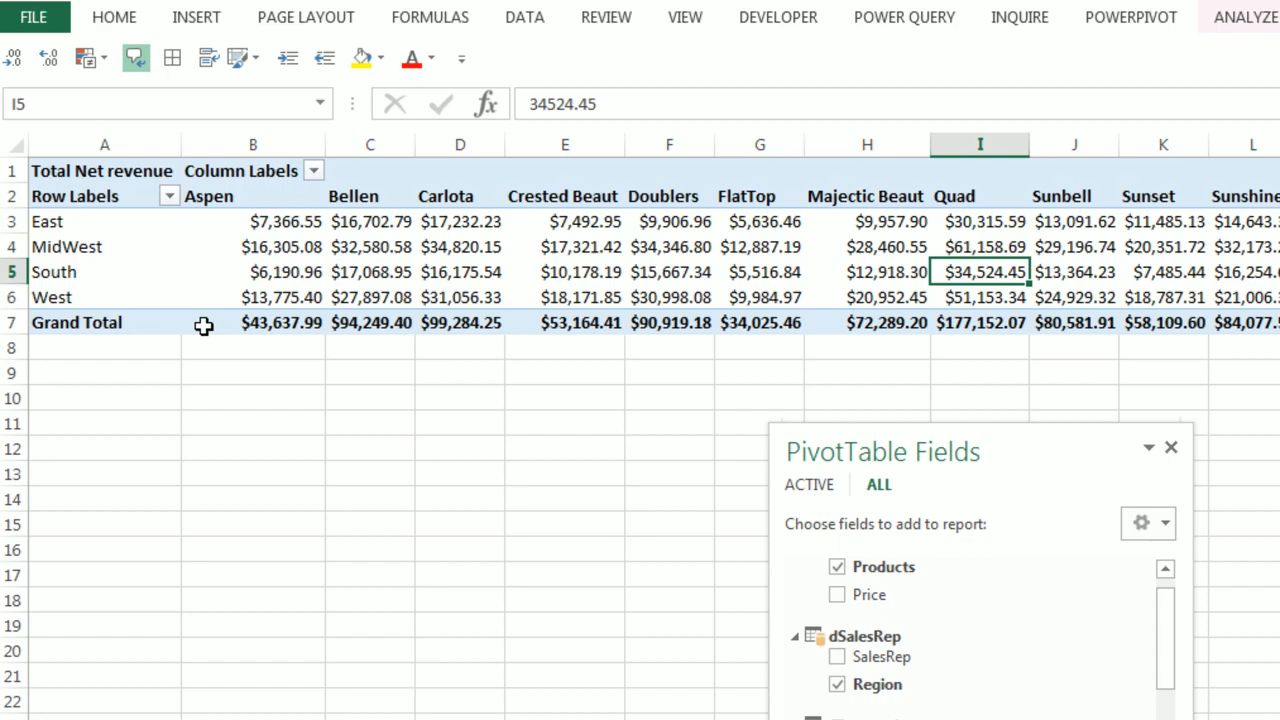 FILE HOME INSERT PAGE LAYOUT FORMULAS DATA REVIEW VIEW DEVELOPER POWER QUERY INQUIRE POWERPIVOT ANALYZE
.00 →.0 ←.0 .00 A
I5 fx 34524.45
A B C D E F G H I J K L
1 Total Net revenue Column Labels
2 Row Labels Aspen Bellen Carlota Crested Beaut Doublers FlatTop Majectic Beaut Quad Sunbell Sunset Sunshine
3 East $7,366.55 $16,702.79 $17,232.23 $7,492.95 $9,906.96 $5,636.46 $9,957.90 $30,315.59 $13,091.62 $11,485.13 $14,643.
4 MidWest $16,305.08 $32,580.58 $34,820.15 $17,321.42 $34,346.80 $12,887.19 $28,460.55 $61,158.69 $29,196.74 $20,351.72 $32,173.
5 South $6,190.96 $17,068.95 $16,175.54 $10,178.19 $15,667.34 $5,516.84 $12,918.30 $34,524.45 $13,364.23 $7,485.44 $16,254.
6 West $13,775.40 $27,897.08 $31,056.33 $18,171.85 $30,998.08 $9,984.97 $20,952.45 $51,153.34 $24,929.32 $18,787.31 $21,006.
7 Grand Total $43,637.99 $94,249.40 $99,284.25 $53,164.41 $90,919.18 $34,025.46 $72,289.20 $177,152.07 $80,581.91 $58,109.60 $84,077.
8
9
10
11
12
13
14
15
16
17
18
19
20
21
22
PivotTable Fields
ACTIVE ALL
Choose fields to add to report:
Products
Price
dSalesRep
SalesRep
Region